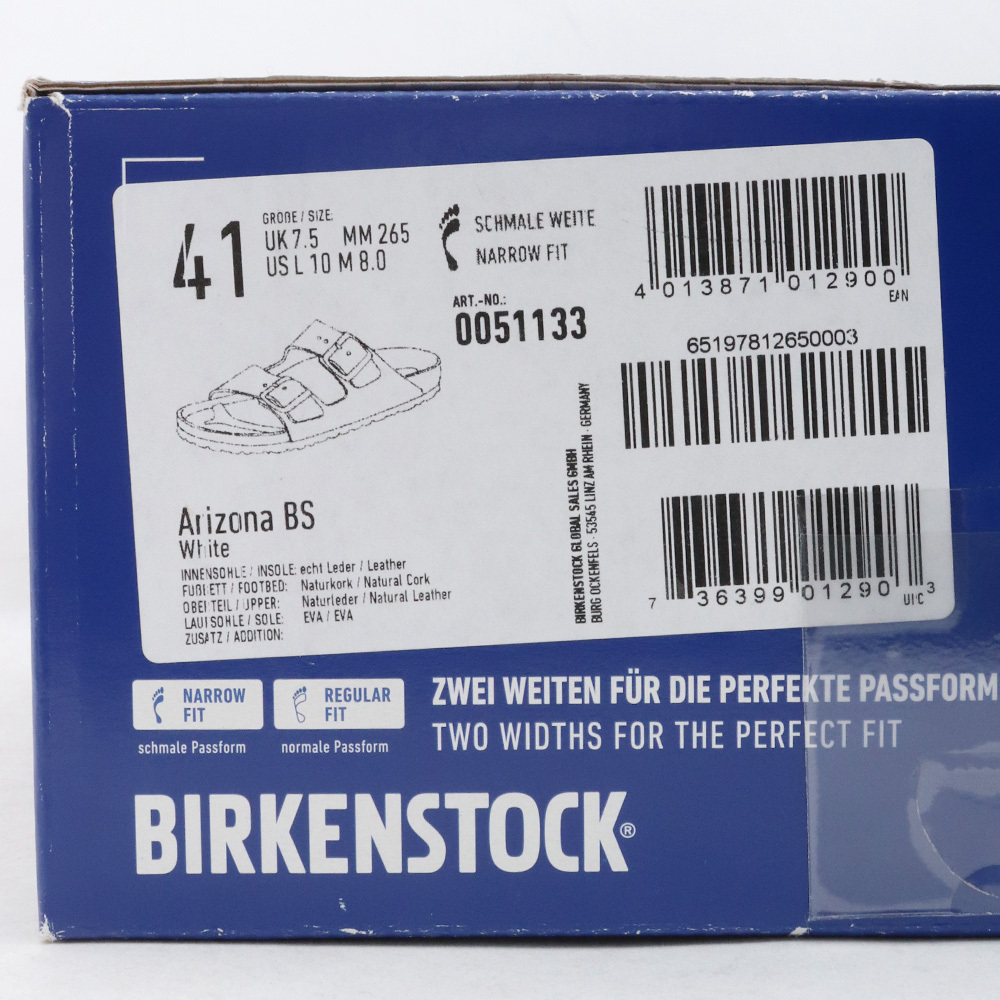 41
GRÖßE / SIZE:
UK 7.5 MM 265
US L 10 M 8.0
SCHMALE WEITE
NARROW FIT
ART.-NO.:
0051133
4 013871 012900
EAN
65197812650003
BIRKENSTOCK GLOBAL SALES GMBH
BURG OCKENFELS · 53545 LINZ AM RHEIN · GERMANY
7 36399 01290 3
UPC
Arizona BS
White
INNENSOHLE / INSOLE: echt Leder / Leather
FUßBETT / FOOTBED: Naturkork / Natural Cork
OBERTEIL / UPPER: Naturleder / Natural Leather
LAUFSOHLE / SOLE: EVA / EVA
ZUSATZ / ADDITION:
NARROW
FIT
schmale Passform
REGULAR
FIT
normale Passform
ZWEI WEITEN FÜR DIE PERFEKTE PASSFORM
TWO WIDTHS FOR THE PERFECT FIT
BIRKENSTOCK®